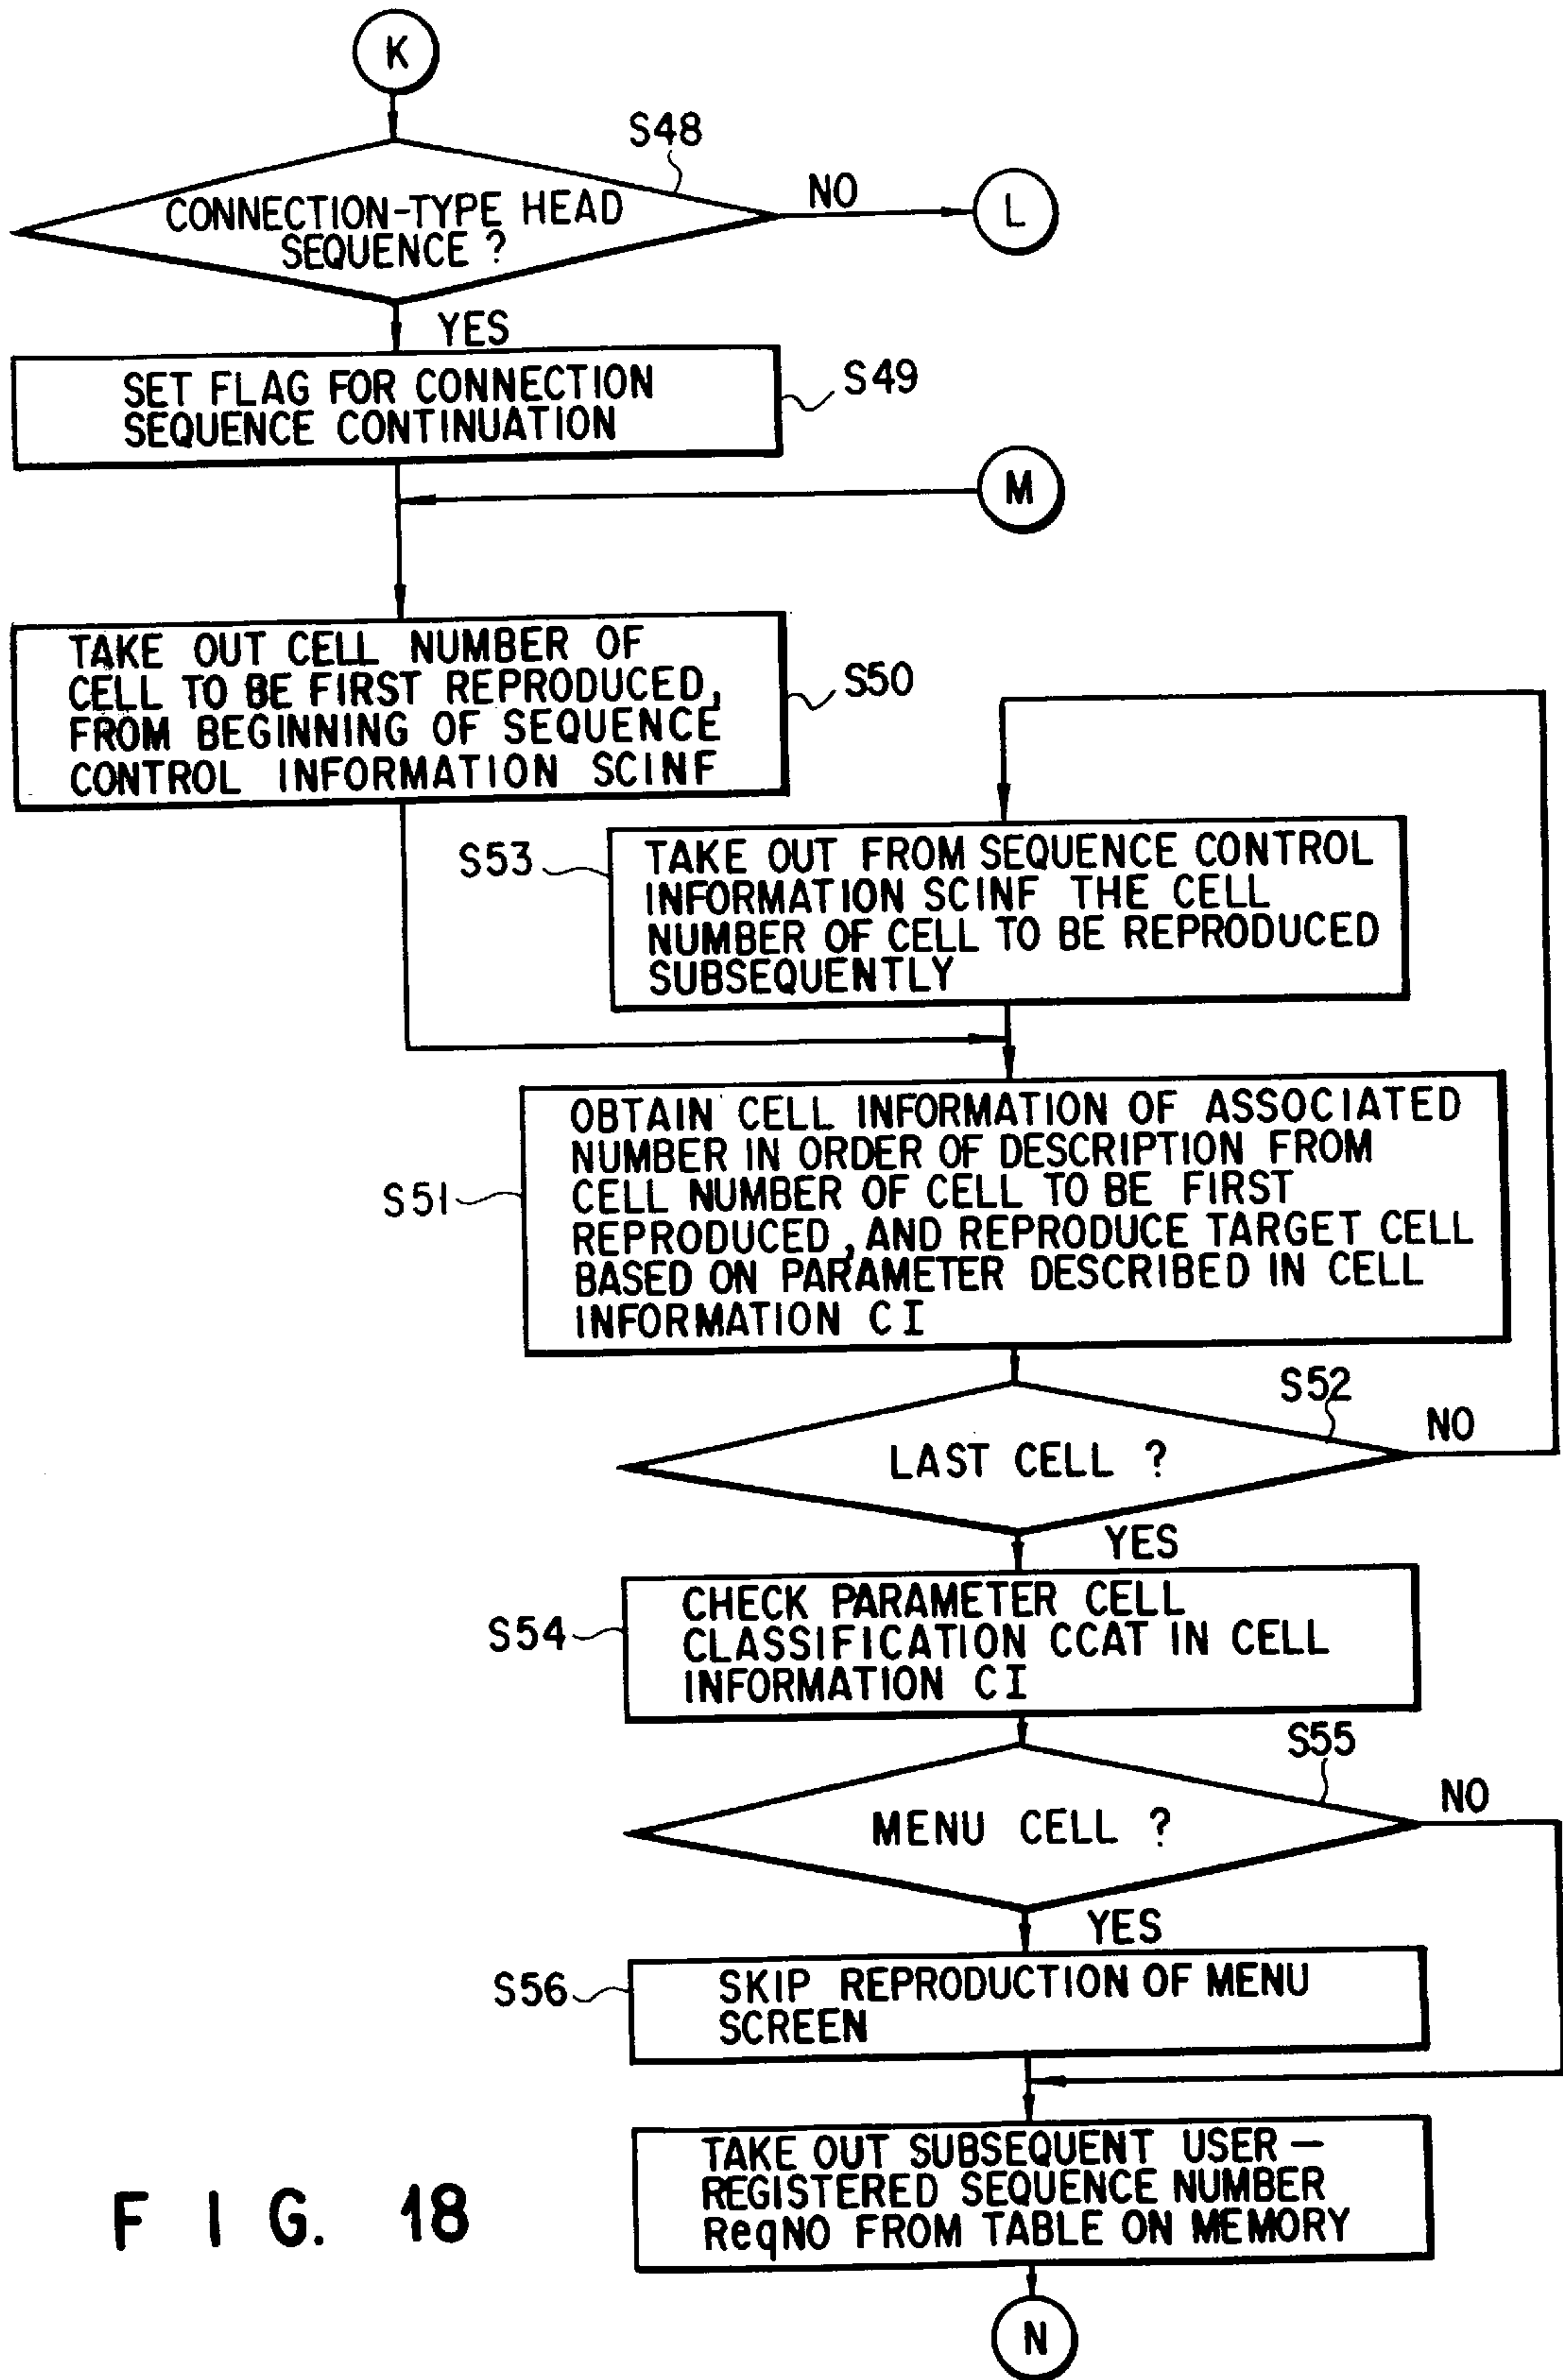 K
S48
CONNECTION-TYPE HEAD
SEQUENCE ?
NO
L
YES
SET FLAG FOR CONNECTION
SEQUENCE CONTINUATION
S49
M
TAKE OUT CELL NUMBER OF
CELL TO BE FIRST REPRODUCED,
FROM BEGINNING OF SEQUENCE
CONTROL INFORMATION SCINF
S50
S53
TAKE OUT FROM SEQUENCE CONTROL
INFORMATION SCINF THE CELL
NUMBER OF CELL TO BE REPRODUCED
SUBSEQUENTLY
S51
OBTAIN CELL INFORMATION OF ASSOCIATED
NUMBER IN ORDER OF DESCRIPTION FROM
CELL NUMBER OF CELL TO BE FIRST
REPRODUCED, AND REPRODUCE TARGET CELL
BASED ON PARAMETER DESCRIBED IN CELL
INFORMATION CI
S52
LAST CELL ?
NO
YES
S54
CHECK PARAMETER CELL
CLASSIFICATION CCAT IN CELL
INFORMATION CI
S55
MENU CELL ?
NO
YES
S56
SKIP REPRODUCTION OF MENU
SCREEN
TAKE OUT SUBSEQUENT USER-
REGISTERED SEQUENCE NUMBER
ReqNO FROM TABLE ON MEMORY
N
FIG. 18